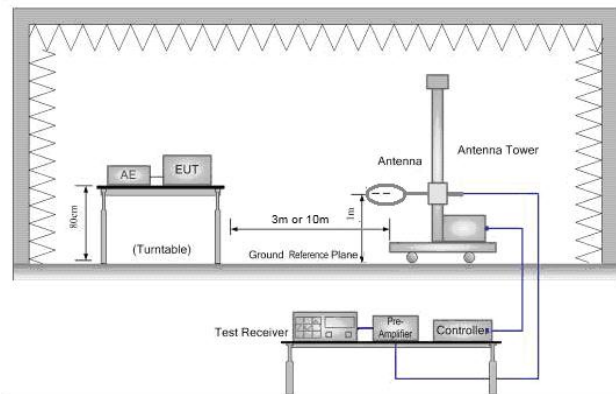 Antenna Tower
Antenna
AE
EUT
80cm
1m
3m or 10m
(Turntable)
Ground Reference Plane
Test Receiver
Pre-
Amplifier
Controller